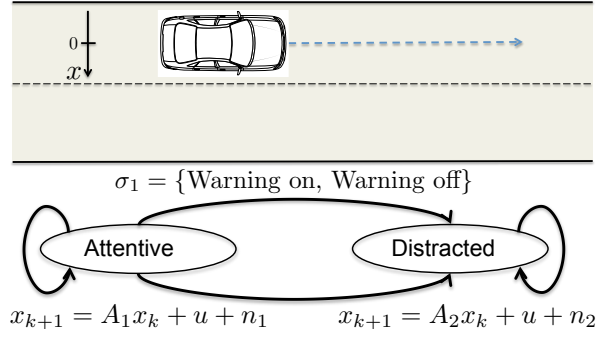 0
x
σ₁ = {Warning on, Warning off}
Attentive
Distracted
xₖ₊₁ = A₁xₖ + u + n₁
xₖ₊₁ = A₂xₖ + u + n₂